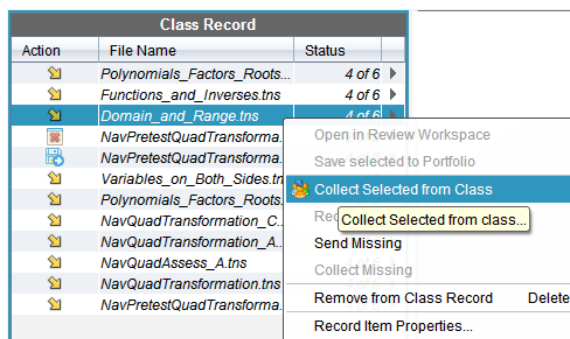 Class Record
Action File Name Status
Polynomials_Factors_Roots... 4 of 6
Functions_and_Inverses.tns 4 of 6
Domain_and_Range.tns 4 of 6
NavPretestQuadTransforma.
Open in Review Workspace
NavPretestQuadTransforma.
Save selected to Portfolio
Variables_on_Both_Sides.tn
Collect Selected from Class
Polynomials_Factors_Roots.
NavQuadTransformation_C..
Collect Selected from class...
NavQuadTransformation_A..
Send Missing
NavQuadAssess_A.tns
Collect Missing
NavQuadTransformation.tns
Remove from Class Record Delete
NavPretestQuadTransforma.
Record Item Properties...